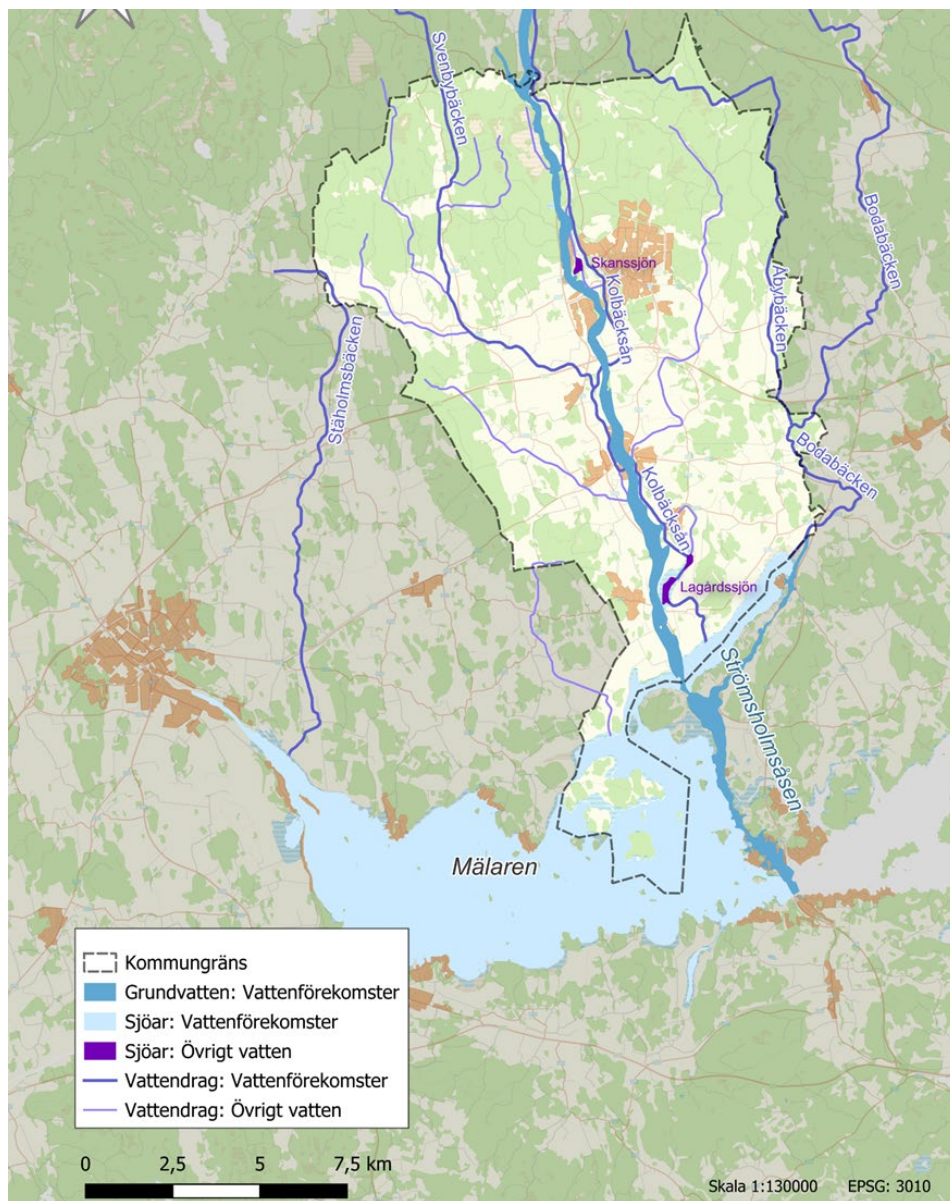 Svenbybäcken
Bodabäcken
Skanssjön
Kolbäcksån
Åbybäcken
Stäholmsbäcken
Bodabäcken
Kolbäcksån
Lagårdssjön
Strömsholmsåsen
Mälaren
Kommungräns
Grundvatten: Vattenförekomster
Sjöar: Vattenförekomster
Sjöar: Övrigt vatten
Vattendrag: Vattenförekomster
Vattendrag: Övrigt vatten
0 2,5 5 7,5 km
Skala 1:130000 EPSG: 3010